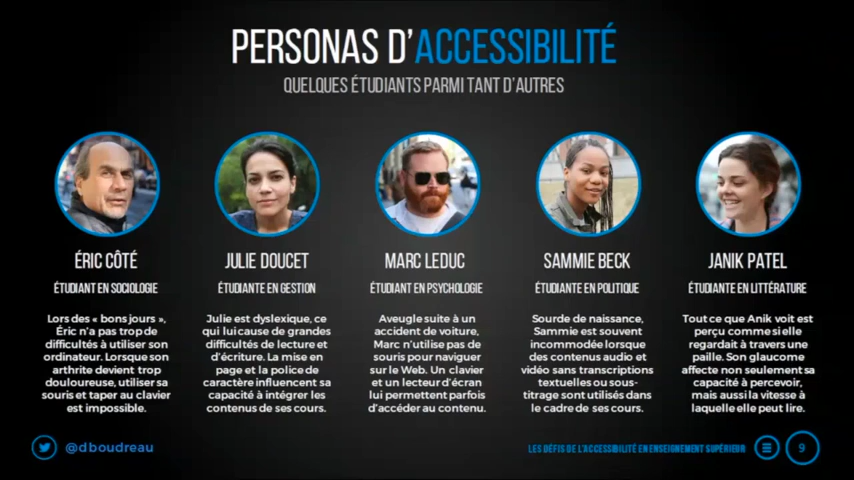 PERSONAS D'ACCESSIBILITÉ
QUELQUES ÉTUDIANTS PARMI TANT D'AUTRES
ÉRIC CÔTÉ
ÉTUDIANT EN SOCIOLOGIE
Lors des « bons jours »,
Éric n'a pas trop de
difficultés à utiliser son
ordinateur. Lorsque son
arthrite devient trop
douloureuse, utiliser sa
souris et taper au clavier
est impossible.
JULIE DOUCET
ÉTUDIANTE EN GESTION
Julie est dyslexique, ce
qui lui cause de grandes
difficultés de lecture et
d'écriture. La mise en
page et la police de
caractère influencent sa
capacité à intégrer les
contenus de ses cours.
MARC LEDUC
ÉTUDIANT EN PSYCHOLOGIE
Aveugle suite à un
accident de voiture,
Marc n'utilise pas de
souris pour naviguer
sur le Web. Un clavier
et un lecteur d'écran
lui permettent parfois
d'accéder au contenu.
SAMMIE BECK
ÉTUDIANTE EN POLITIQUE
Sourde de naissance,
Sammie est souvent
incommodée lorsque
des contenus audio et
vidéo sans transcriptions
textuelles ou sous-
titrage sont utilisés dans
le cadre de ses cours.
JANIK PATEL
ÉTUDIANTE EN LITTÉRATURE
Tout ce que Anik voit est
perçu comme si elle
regardait à travers une
paille. Son glaucome
affecte non seulement sa
capacité à percevoir,
mais aussi la vitesse à
laquelle elle peut lire.
@dboudreau
LES DÉFIS DE L'ACCESSIBILITÉ EN ENSEIGNEMENT SUPÉRIEUR
9